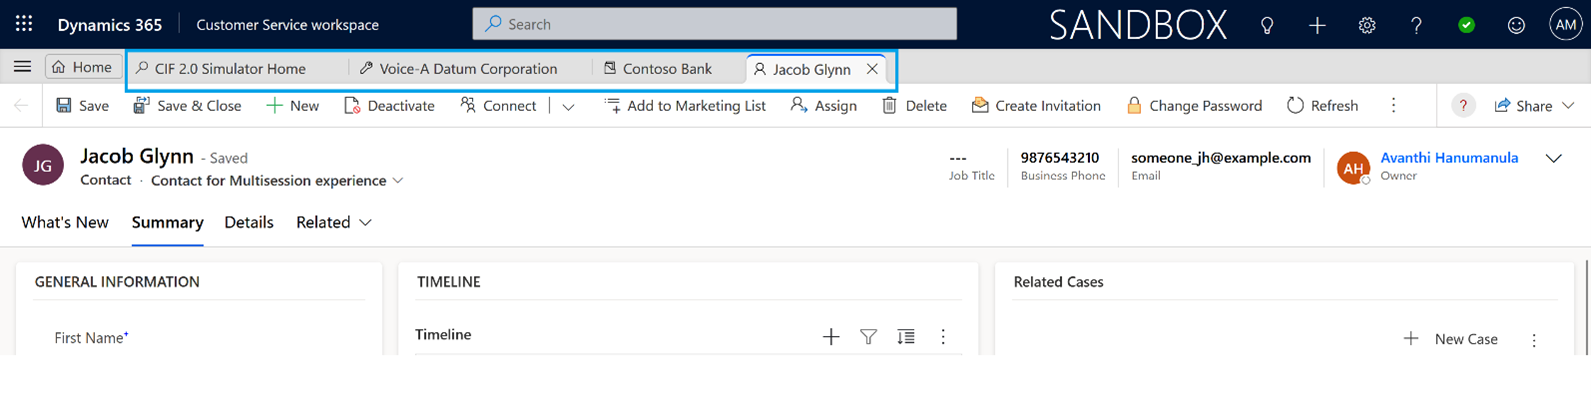 Dynamics 365 Customer Service workspace Search SANDBOX ? AM
Home CIF 2.0 Simulator Home Voice-A Datum Corporation Contoso Bank Jacob Glynn
Save Save & Close New Deactivate Connect Add to Marketing List Assign Delete Create Invitation Change Password Refresh ? Share
JG Jacob Glynn - Saved
Contact · Contact for Multisession experience
--- 9876543210 someone_jh@example.com AH Avanthi Hanumanula
Job Title Business Phone Email Owner
What's New Summary Details Related
GENERAL INFORMATION TIMELINE Related Cases
First Name+ Timeline New Case